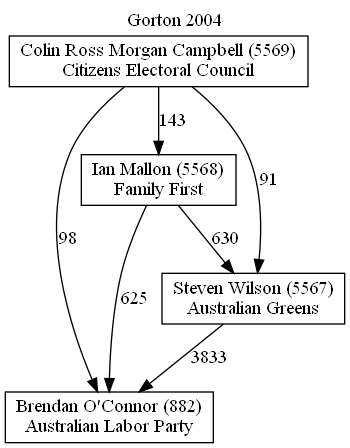 Gorton 2004
Colin Ross Morgan Campbell (5569)
Citizens Electoral Council
143
Ian Mallon (5568)
Family First
91
98
630
625
Steven Wilson (5567)
Australian Greens
3833
Brendan O'Connor (882)
Australian Labor Party